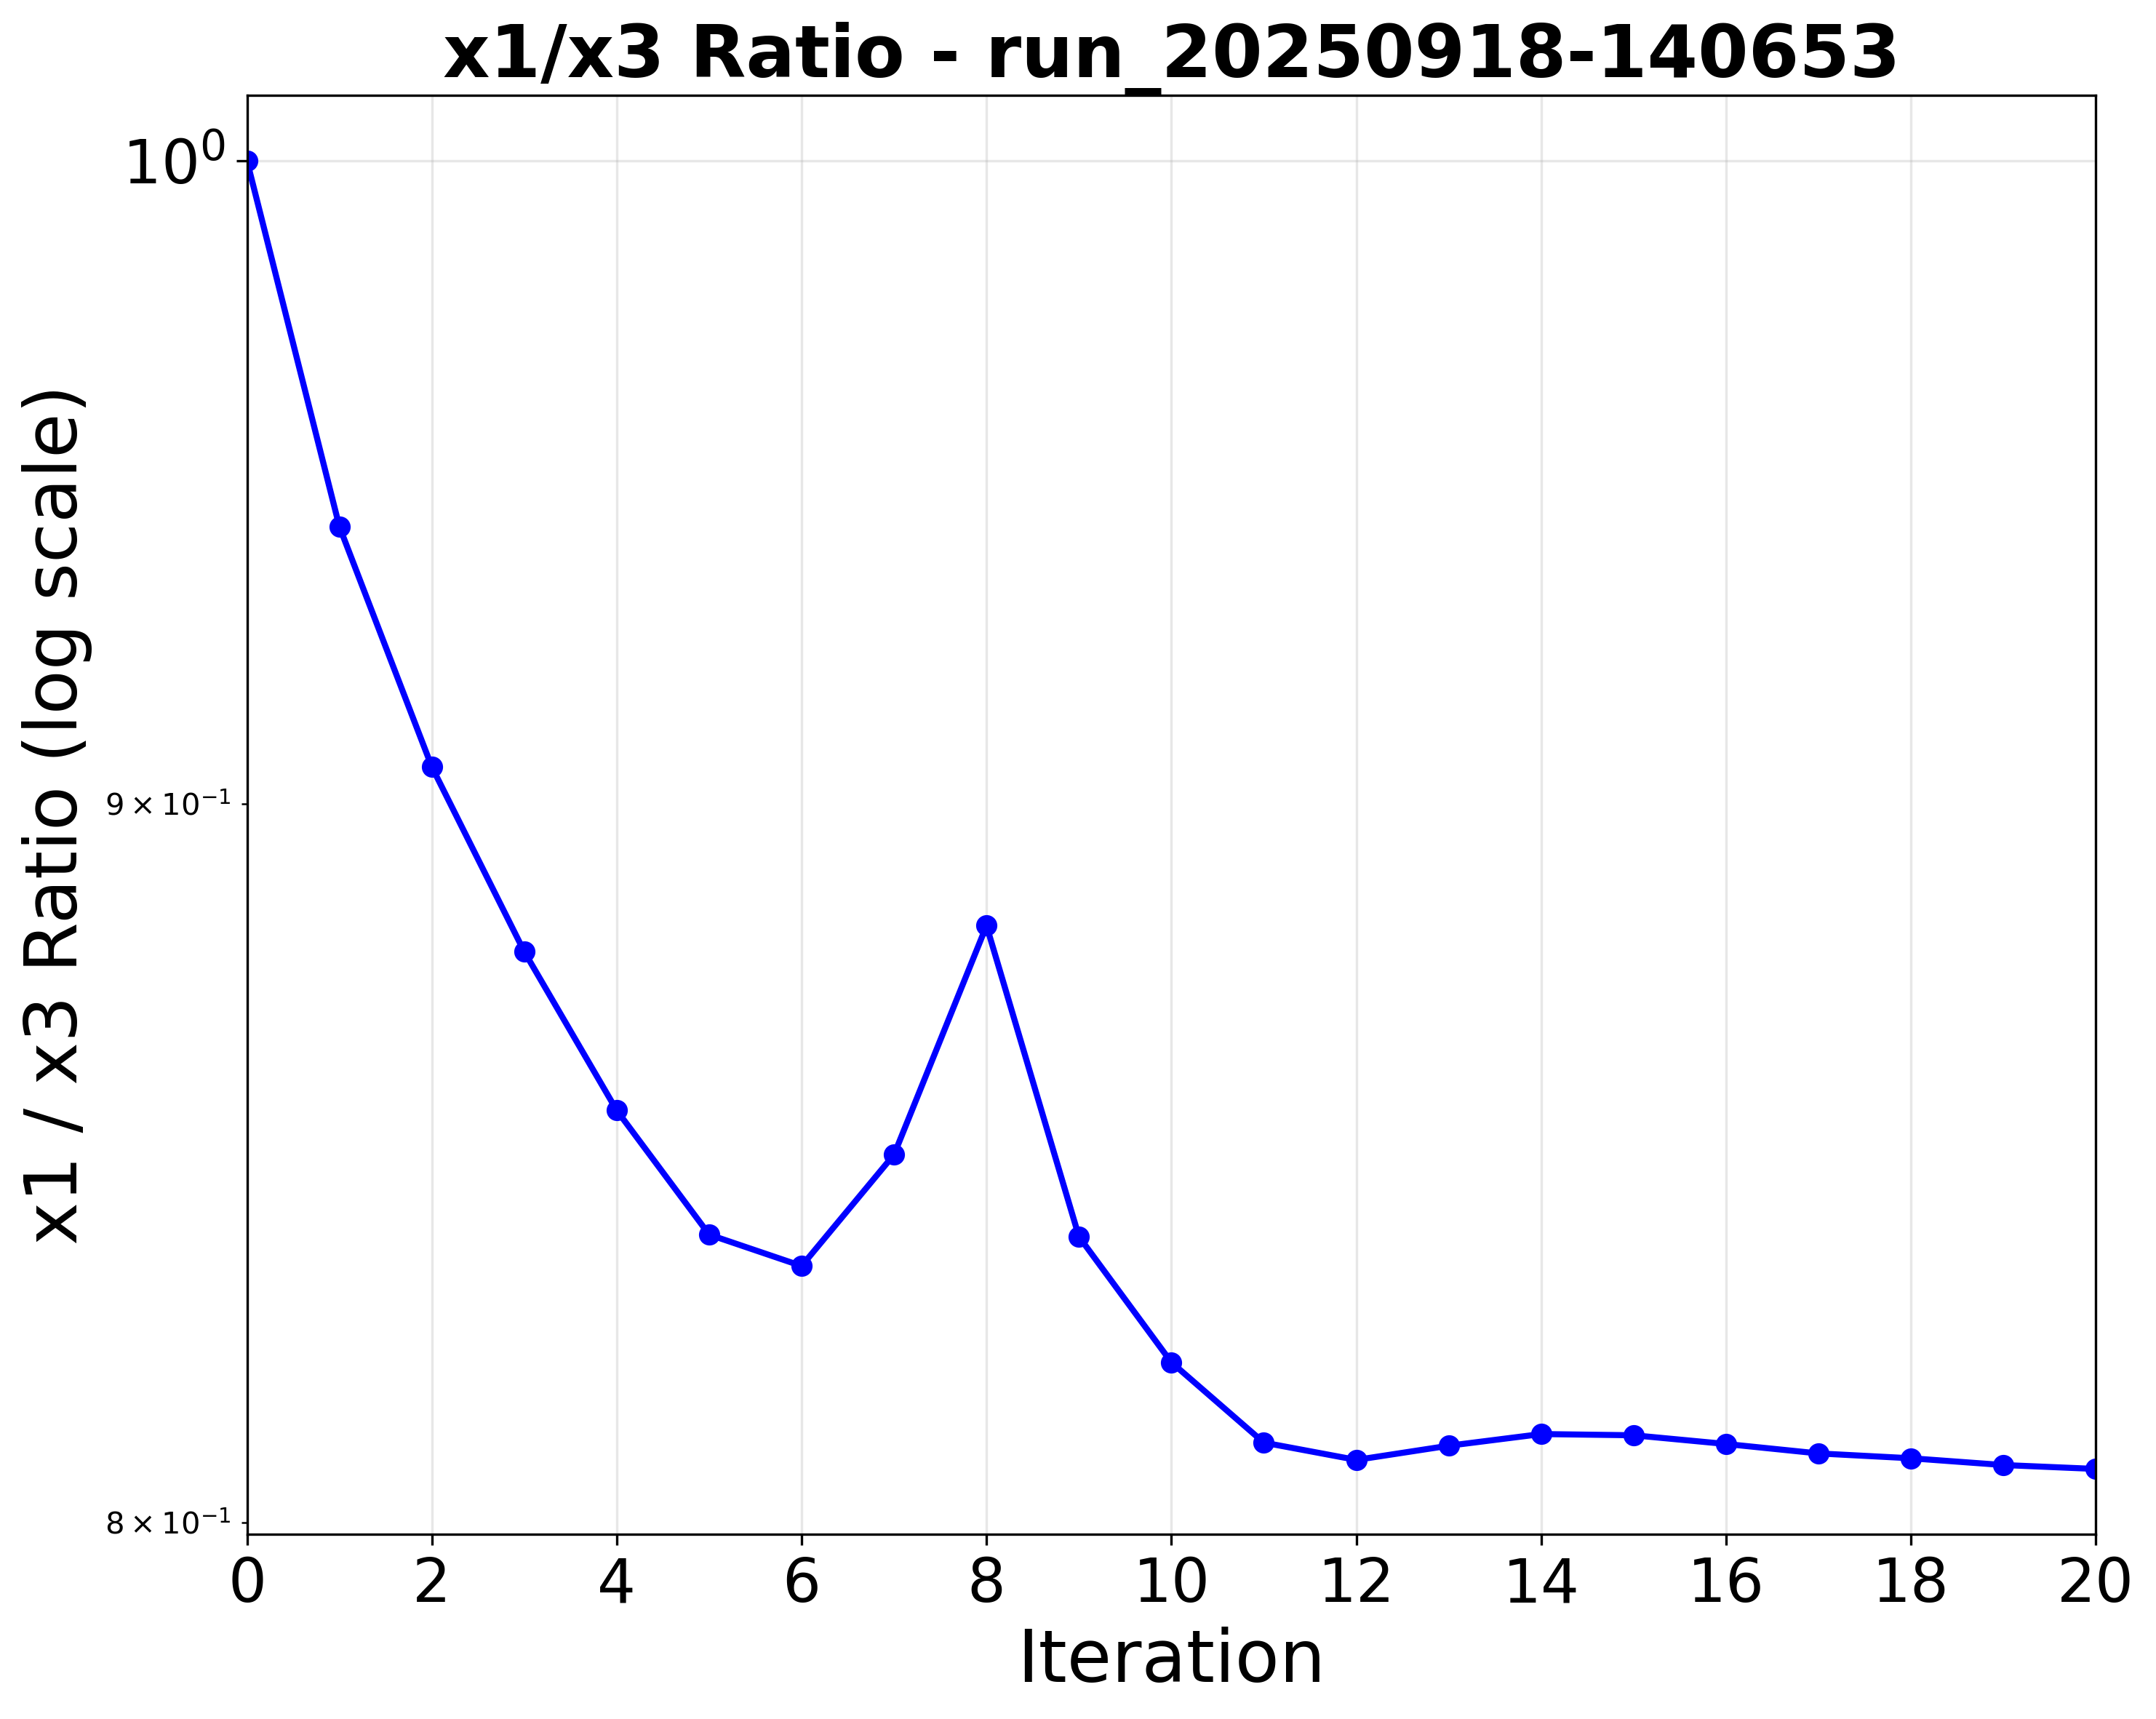 x1/x3 Ratio - run_20250918-140653
x1 / x3 Ratio (log scale)
10⁰
9 × 10⁻¹
8 × 10⁻¹
0 2 4 6 8 10 12 14 16 18 20
Iteration